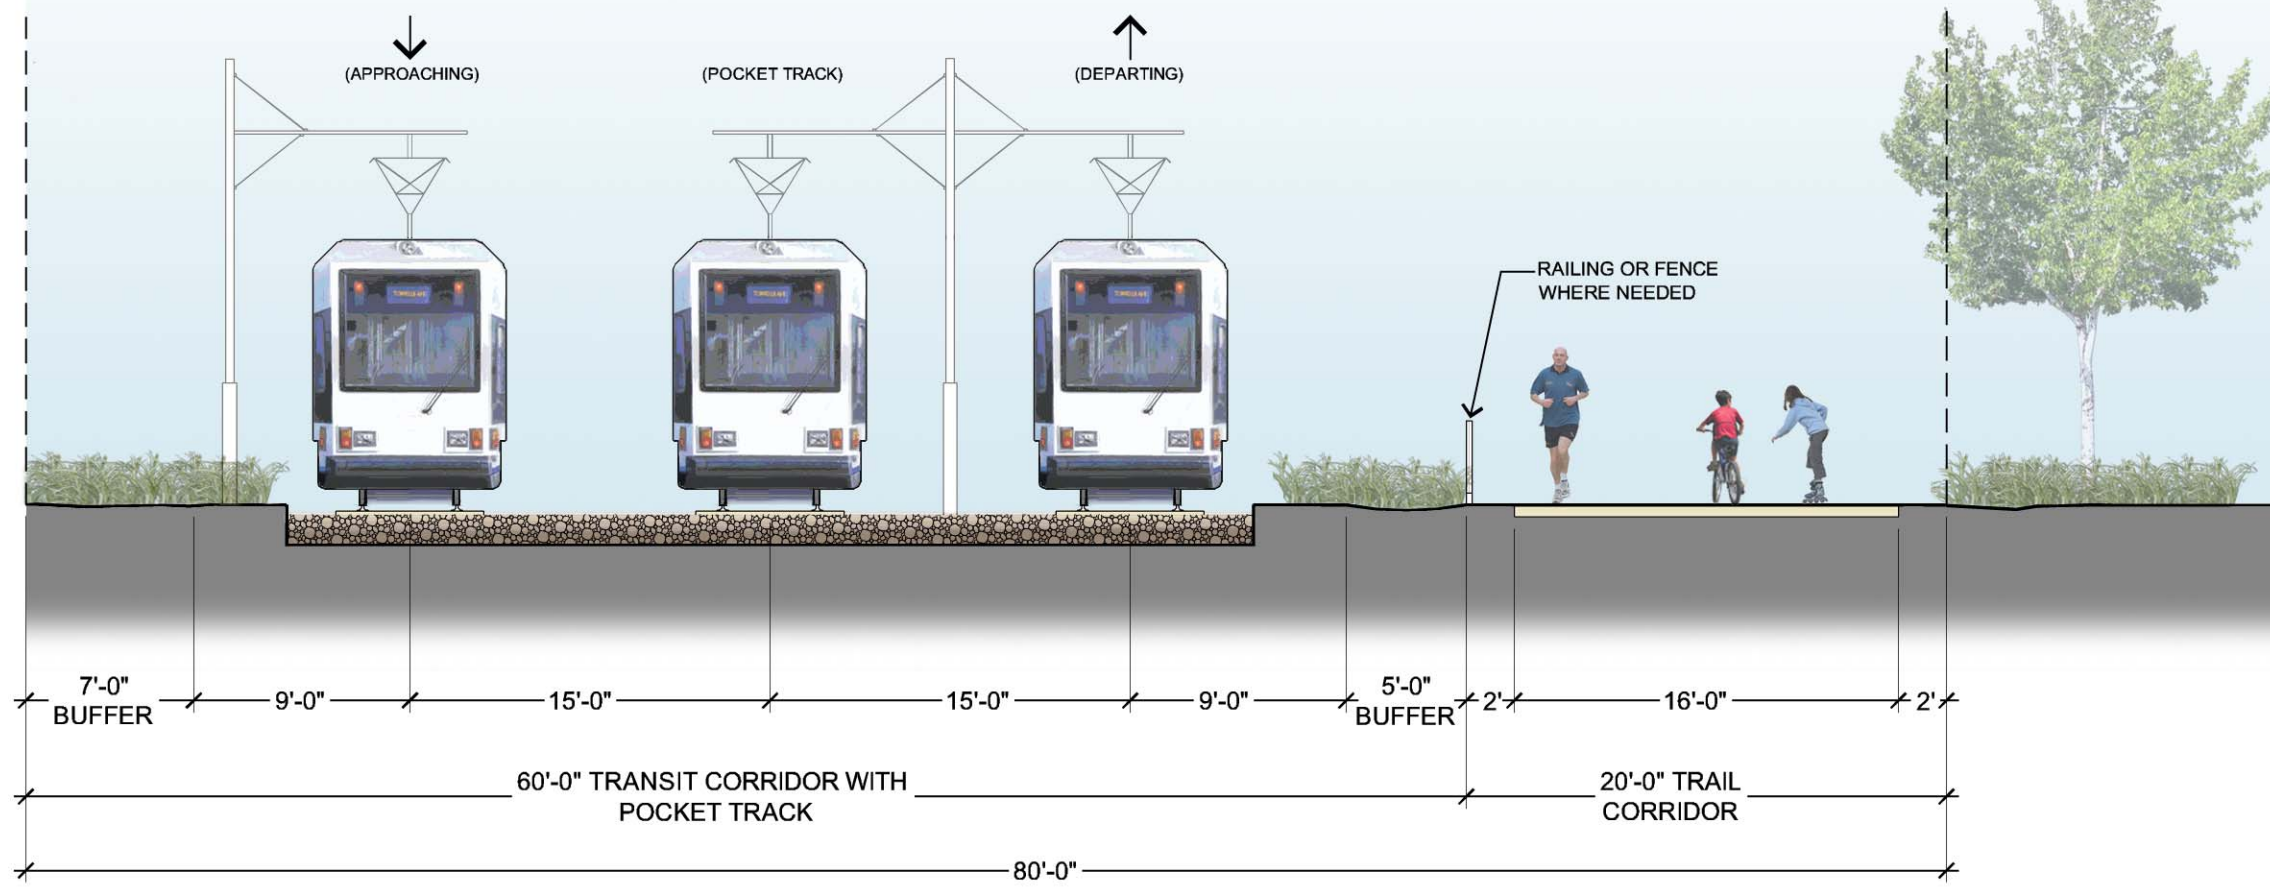 (APPROACHING)
(POCKET TRACK)
(DEPARTING)
RAILING OR FENCE
WHERE NEEDED
7'-0"
BUFFER
9'-0"
15'-0"
15'-0"
9'-0"
5'-0"
BUFFER
2'
16'-0"
2'
60'-0" TRANSIT CORRIDOR WITH
POCKET TRACK
20'-0" TRAIL
CORRIDOR
80'-0"